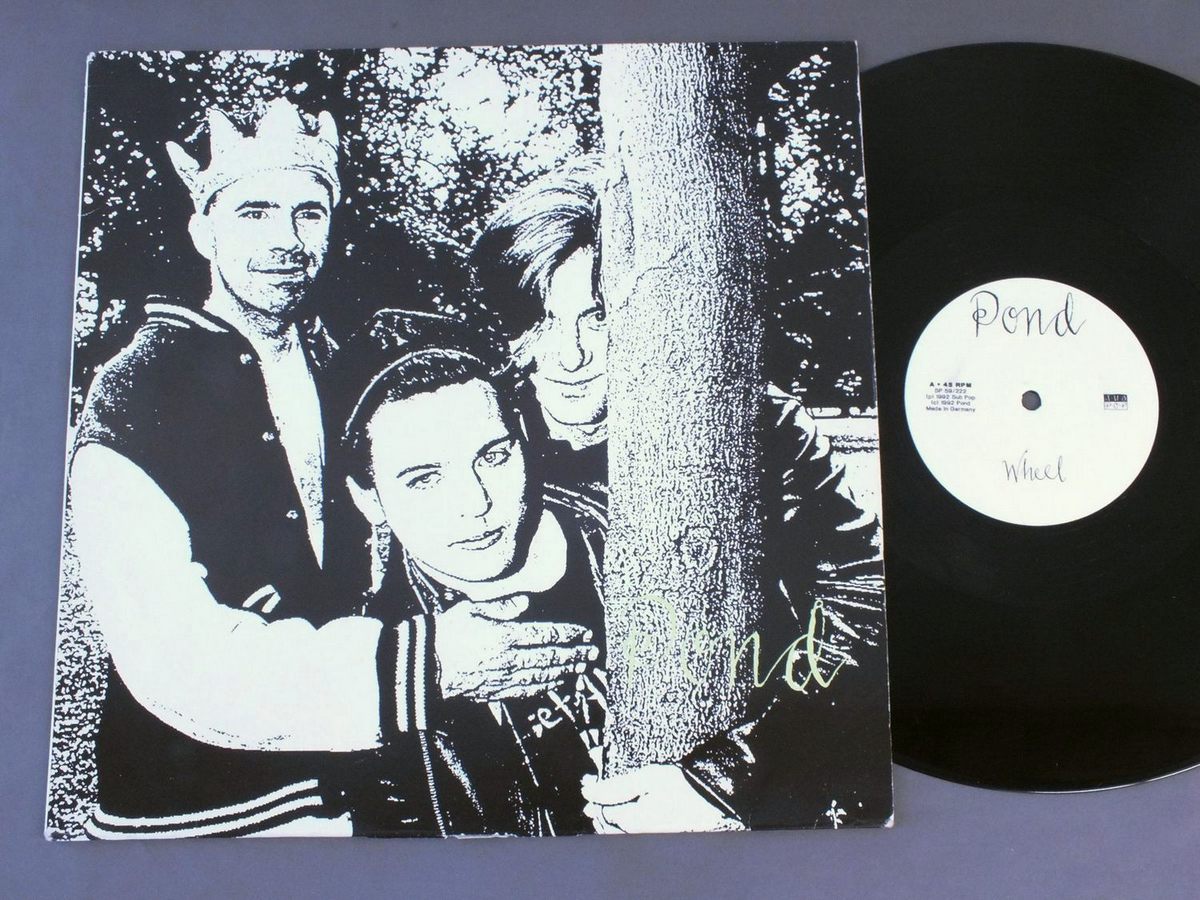 Pond
Pond
A • 45 RPM
SP 59/222
(p) 1992 Sub Pop
(c) 1992 Pond
Made in Germany
Wheel